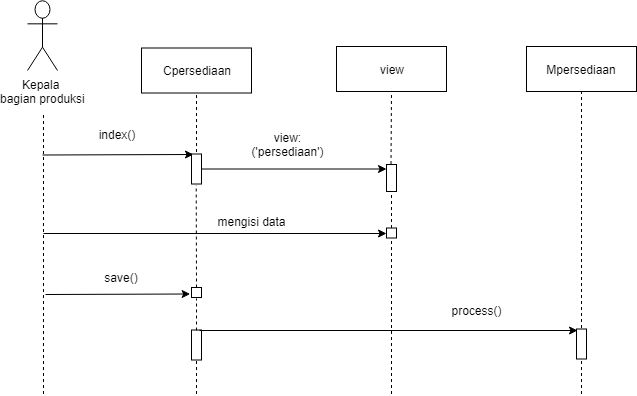 Kepala
bagian produksi
Cpersediaan
view
Mpersediaan
index()
view:
('persediaan')
mengisi data
save()
process()